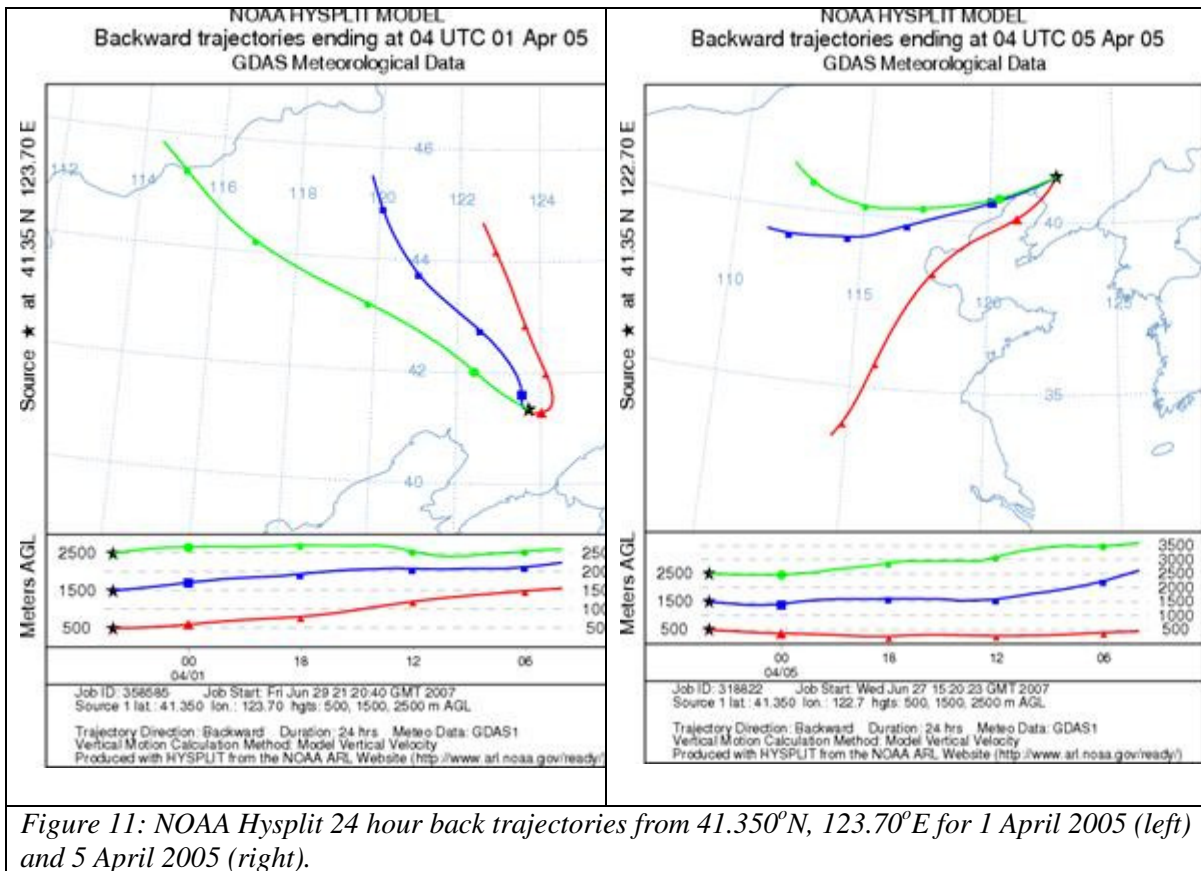 NOAA HYSPLIT MODEL
Backward trajectories ending at 04 UTC 01 Apr 05
GDAS Meteorological Data
Source ★ at 41.35 N 123.70 E
112
114
116
118
120
122
124
46
44
42
40
Meters AGL
2500
1500
500
250
200
150
100
50
00
18
12
06
04/01
Job ID: 358585 Job Start: Fri Jun 29 21:20:40 GMT 2007
Source 1 lat.: 41.350 lon.: 123.70 hgts: 500, 1500, 2500 m AGL
Trajectory Direction: Backward Duration: 24 hrs Meteo Data: GDAS1
Vertical Motion Calculation Method: Model Vertical Velocity
Produced with HYSPLIT from the NOAA ARL Website (http://www.arl.noaa.gov/ready/)
NOAA HYSPLIT MODEL
Backward trajectories ending at 04 UTC 05 Apr 05
GDAS Meteorological Data
Source ★ at 41.35 N 122.70 E
110
115
120
125
40
35
Meters AGL
2500
1500
500
3500
3000
2500
2000
1500
1000
500
00
18
12
06
04/05
Job ID: 318822 Job Start: Wed Jun 27 15:20:23 GMT 2007
Source 1 lat.: 41.350 lon.: 122.7 hgts: 500, 1500, 2500 m AGL
Trajectory Direction: Backward Duration: 24 hrs Meteo Data: GDAS1
Vertical Motion Calculation Method: Model Vertical Velocity
Produced with HYSPLIT from the NOAA ARL Website (http://www.arl.noaa.gov/ready/)
Figure 11: NOAA Hysplit 24 hour back trajectories from 41.350°N, 123.70°E for 1 April 2005 (left)
and 5 April 2005 (right).